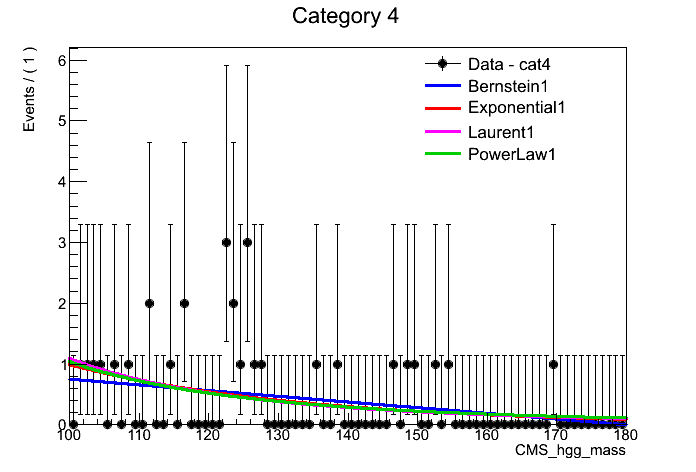 Category 4
Events / ( 1 )
6
5
4
3
2
1
0
Data - cat4
Bernstein1
Exponential1
Laurent1
PowerLaw1
100 110 120 130 140 150 160 170 180
CMS_hgg_mass